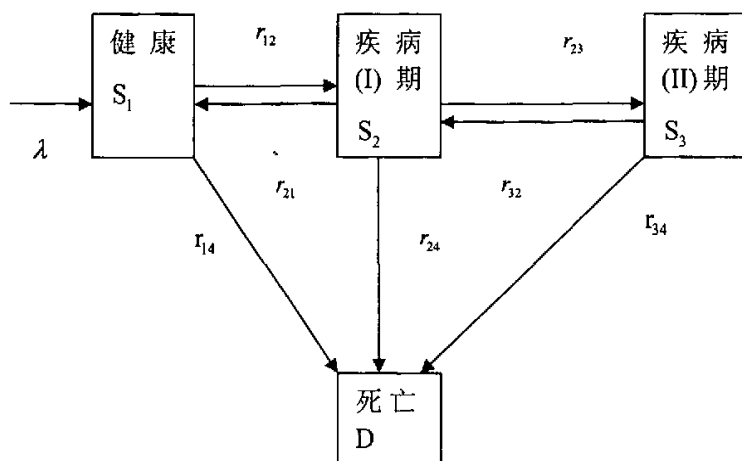 健康
S₁
r₁₂
疾病
(I) 期
S₂
r₂₃
疾病
(II) 期
S₃
λ
r₂₁
r₃₂
r₁₄
r₂₄
r₃₄
死亡
D